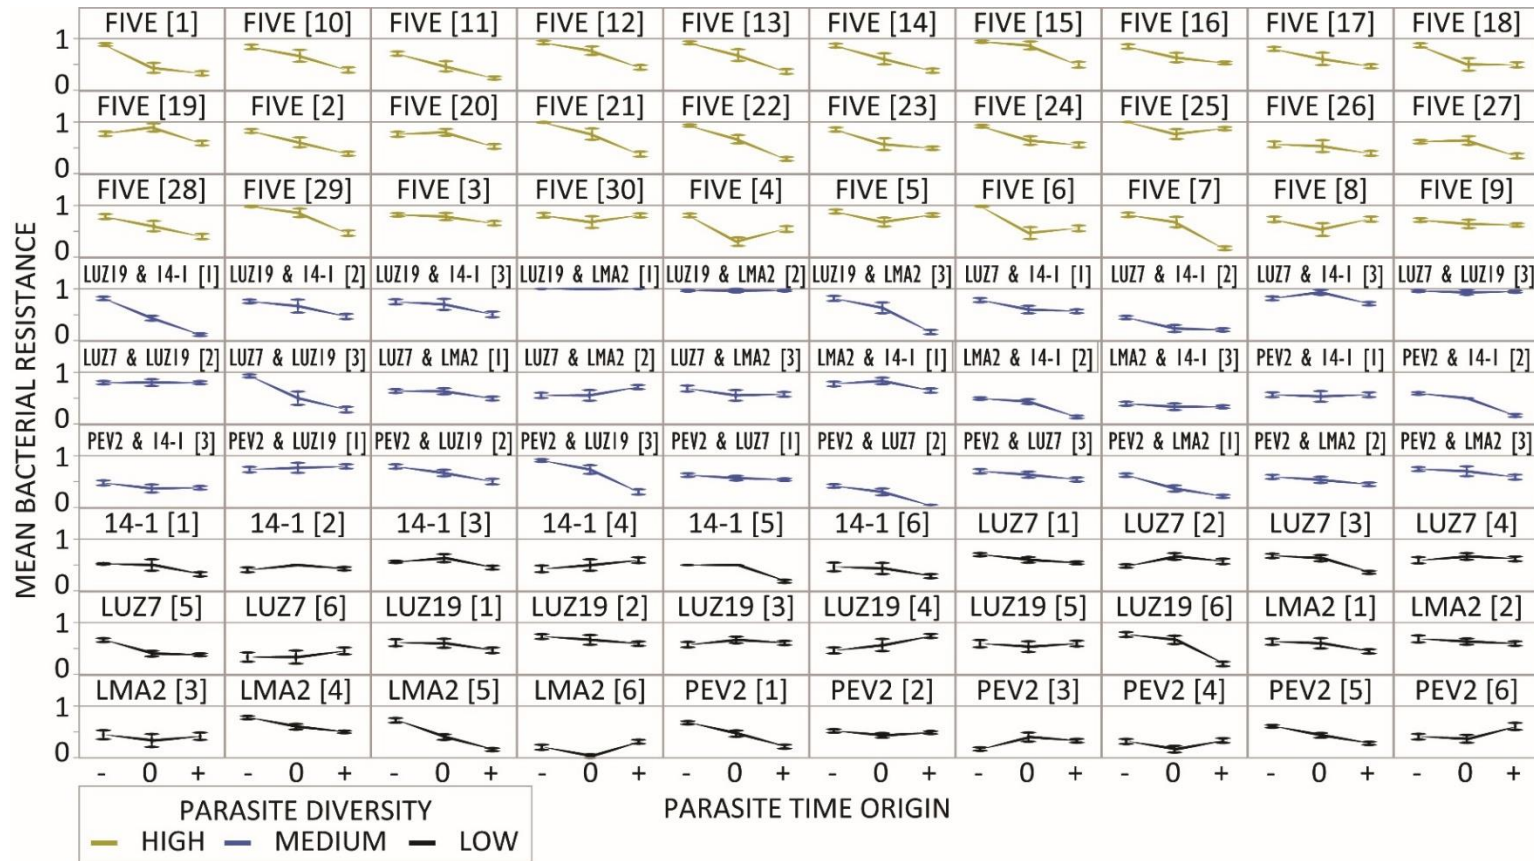 FIVE [1] FIVE [10] FIVE [11] FIVE [12] FIVE [13] FIVE [14] FIVE [15] FIVE [16] FIVE [17] FIVE [18]
1
0
FIVE [19] FIVE [2] FIVE [20] FIVE [21] FIVE [22] FIVE [23] FIVE [24] FIVE [25] FIVE [26] FIVE [27]
1
0
FIVE [28] FIVE [29] FIVE [3] FIVE [30] FIVE [4] FIVE [5] FIVE [6] FIVE [7] FIVE [8] FIVE [9]
1
0
LUZ19 & 14-1 [1] LUZ19 & 14-1 [2] LUZ19 & 14-1 [3] LUZ19 & LMA2 [1] LUZ19 & LMA2 [2] LUZ19 & LMA2 [3] LUZ7 & 14-1 [1] LUZ7 & 14-1 [2] LUZ7 & 14-1 [3] LUZ7 & LUZ19 [3]
1
0
LUZ7 & LUZ19 [2] LUZ7 & LUZ19 [3] LUZ7 & LMA2 [1] LUZ7 & LMA2 [2] LUZ7 & LMA2 [3] LMA2 & 14-1 [1] LMA2 & 14-1 [2] LMA2 & 14-1 [3] PEV2 & 14-1 [1] PEV2 & 14-1 [2]
1
0
PEV2 & 14-1 [3] PEV2 & LUZ19 [1] PEV2 & LUZ19 [2] PEV2 & LUZ19 [3] PEV2 & LUZ7 [1] PEV2 & LUZ7 [2] PEV2 & LUZ7 [3] PEV2 & LMA2 [1] PEV2 & LMA2 [2] PEV2 & LMA2 [3]
1
0
14-1 [1] 14-1 [2] 14-1 [3] 14-1 [4] 14-1 [5] 14-1 [6] LUZ7 [1] LUZ7 [2] LUZ7 [3] LUZ7 [4]
1
0
LUZ7 [5] LUZ7 [6] LUZ19 [1] LUZ19 [2] LUZ19 [3] LUZ19 [4] LUZ19 [5] LUZ19 [6] LMA2 [1] LMA2 [2]
1
0
LMA2 [3] LMA2 [4] LMA2 [5] LMA2 [6] PEV2 [1] PEV2 [2] PEV2 [3] PEV2 [4] PEV2 [5] PEV2 [6]
1
0
- 0 + - 0 + - 0 + - 0 + - 0 + - 0 + - 0 + - 0 + - 0 + - 0 +
MEAN BACTERIAL RESISTANCE
PARASITE TIME ORIGIN
PARASITE DIVERSITY
HIGH MEDIUM LOW